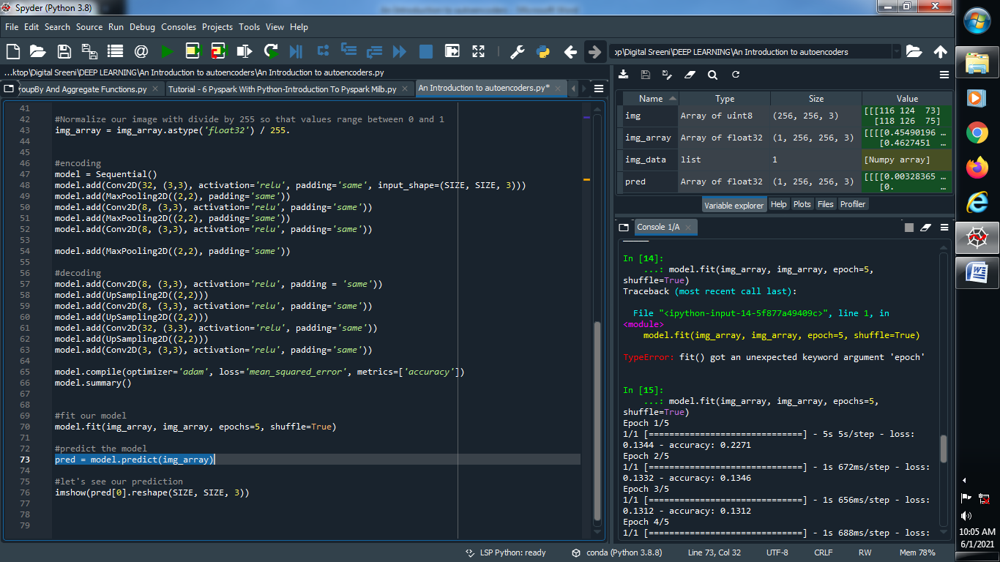 Spyder (Python 3.8)
An Introduction to autoencoders - Microsoft Word
File Edit Search Source Run Debug Consoles Projects Tools View Help
op\Digital Sreeni\DEEP LEARNING\An Introduction to autoencoders
...ktop\Digital Sreeni\DEEP LEARNING\An Introduction to autoencoders\An Introduction to autoencoders.py
roupBy And Aggregate Functions.py Tutorial - 6 Pyspark With Python-Introduction To Pyspark Mlib.py An Introduction to autoencoders.py*
41
42 #Normalize our image with divide by 255 so that values range between 0 and 1
43 img_array = img_array.astype('float32') / 255.
44
45
46 #encoding
47 model = Sequential()
48 model.add(Conv2D(32, (3,3), activation='relu', padding='same', input_shape=(SIZE, SIZE, 3)))
49 model.add(MaxPooling2D((2,2), padding='same'))
50 model.add(Conv2D(8, (3,3), activation='relu', padding='same'))
51 model.add(MaxPooling2D((2,2), padding='same'))
52 model.add(Conv2D(8, (3,3), activation='relu', padding='same'))
53
54 model.add(MaxPooling2D((2,2), padding='same'))
55
56 #decoding
57 model.add(Conv2D(8, (3,3), activation='relu', padding = 'same'))
58 model.add(UpSampling2D((2,2)))
59 model.add(Conv2D(8, (3,3), activation='relu', padding='same'))
60 model.add(UpSampling2D((2,2)))
61 model.add(Conv2D(32, (3,3), activation='relu', padding='same'))
62 model.add(UpSampling2D((2,2)))
63 model.add(Conv2D(3, (3,3), activation='relu', padding='same'))
64
65 model.compile(optimizer='adam', loss='mean_squared_error', metrics=['accuracy'])
66 model.summary()
67
68
69 #fit our model
70 model.fit(img_array, img_array, epochs=5, shuffle=True)
71
72 #predict the model
73 pred = model.predict(img_array)
74
75 #let's see our prediction
76 imshow(pred[0].reshape(SIZE, SIZE, 3))
77
78
79
Name Type Size Value
img Array of uint8 (256, 256, 3) [[[116 124 73]
[118 126 75]
img_array Array of float32 (1, 256, 256, 3) [[[[0.45490196 ...
[0.4627451 ...
img_data list 1 [Numpy array]
pred Array of float32 (1, 256, 256, 3) [[[[0.00328365 ...
[0. ...
Variable explorer Help Plots Files Profiler
Console 1/A
In [14]:
...: model.fit(img_array, img_array, epoch=5,
shuffle=True)
Traceback (most recent call last):
File "<ipython-input-14-5f877a49409c>", line 1, in
<module>
model.fit(img_array, img_array, epoch=5, shuffle=True)
TypeError: fit() got an unexpected keyword argument 'epoch'
In [15]:
...: model.fit(img_array, img_array, epochs=5,
shuffle=True)
Epoch 1/5
1/1 [==============================] - 5s 5s/step - loss:
0.1344 - accuracy: 0.2271
Epoch 2/5
1/1 [==============================] - 1s 672ms/step - loss:
0.1332 - accuracy: 0.1346
Epoch 3/5
1/1 [==============================] - 1s 656ms/step - loss:
0.1312 - accuracy: 0.1312
Epoch 4/5
1/1 [==============================] - 1s 688ms/step - loss:
LSP Python: ready conda (Python 3.8.8) Line 73, Col 32 UTF-8 CRLF RW Mem 78%
10:05 AM
6/1/2021